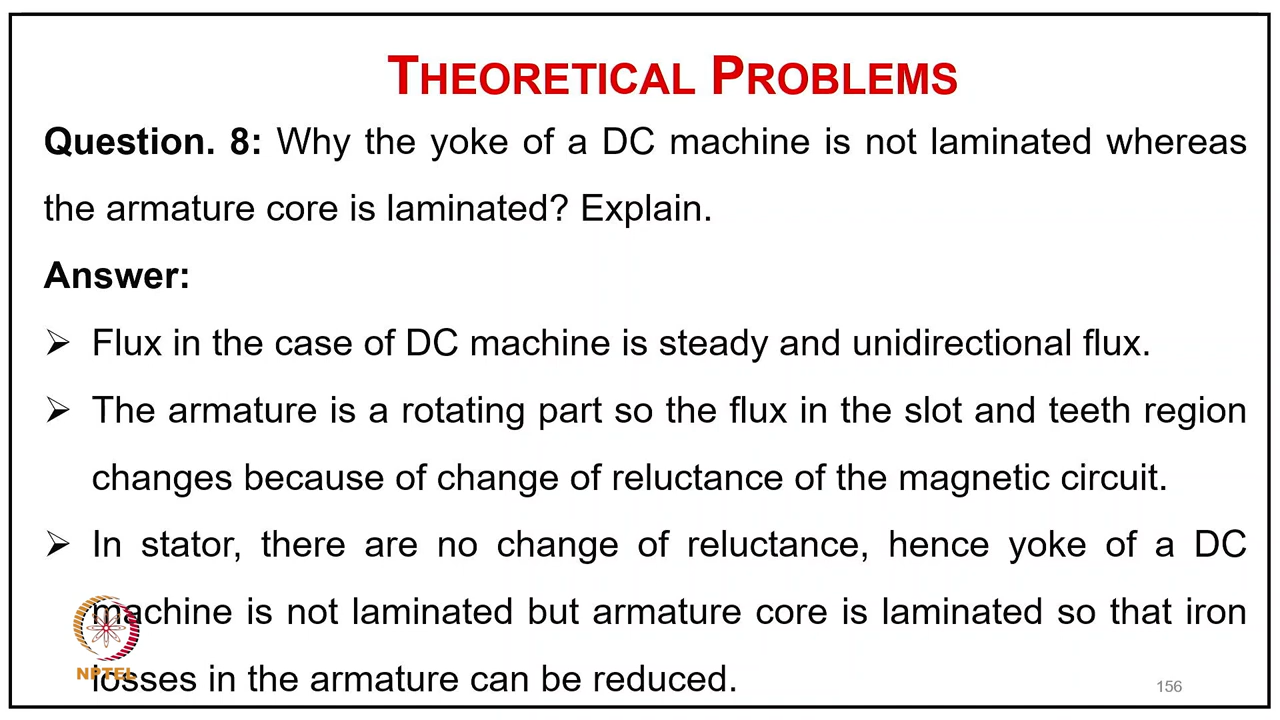 THEORETICAL PROBLEMS
Question. 8: Why the yoke of a DC machine is not laminated whereas
the armature core is laminated? Explain.
Answer:
➢ Flux in the case of DC machine is steady and unidirectional flux.
➢ The armature is a rotating part so the flux in the slot and teeth region
changes because of change of reluctance of the magnetic circuit.
➢ In stator, there are no change of reluctance, hence yoke of a DC
machine is not laminated but armature core is laminated so that iron
losses in the armature can be reduced.
NPTEL
156